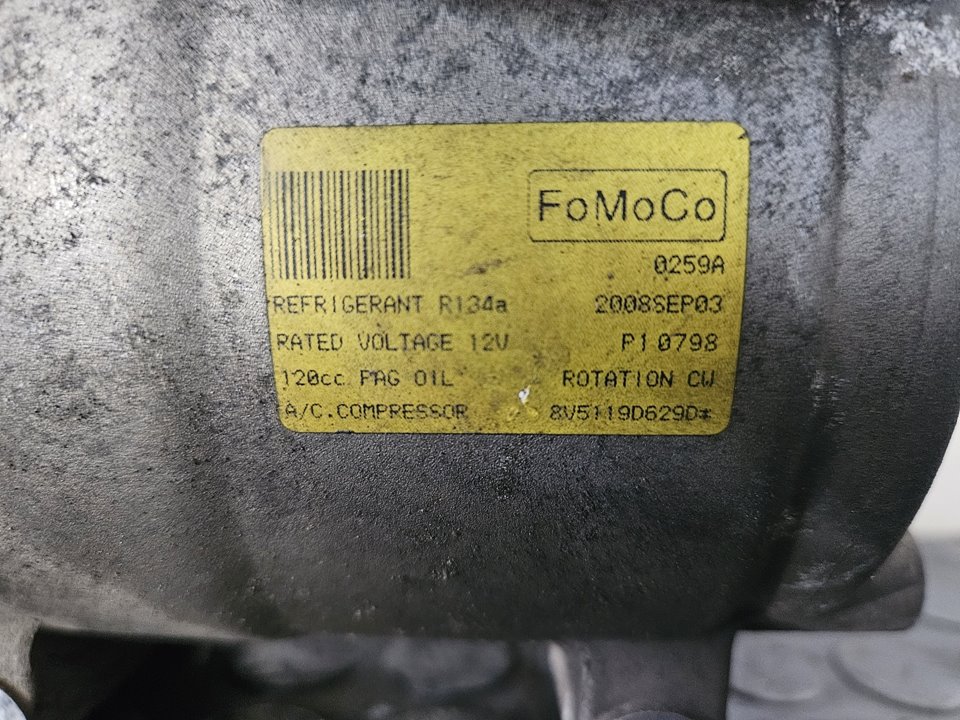 FoMoCo
0259A
REFRIGERANT R134a 2008SEP03
RATED VOLTAGE 12V P10798
120cc PAG OIL ROTATION CW
A/C.COMPRESSOR 8V5119D629D*